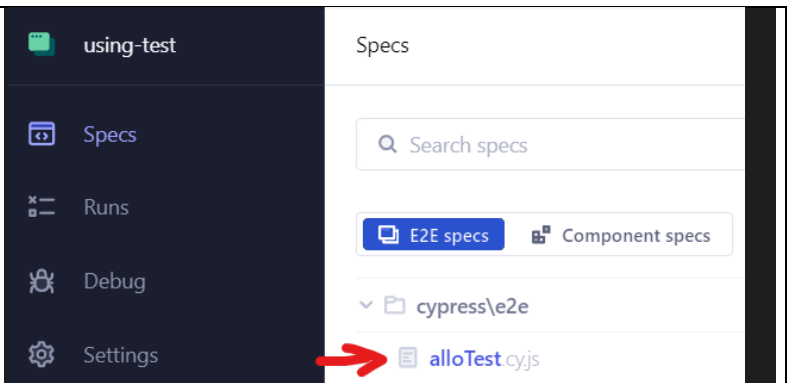 using-test
Specs
Runs
Debug
Settings
Specs
Search specs
E2E specs Component specs
cypress\e2e
alloTest.cy.js